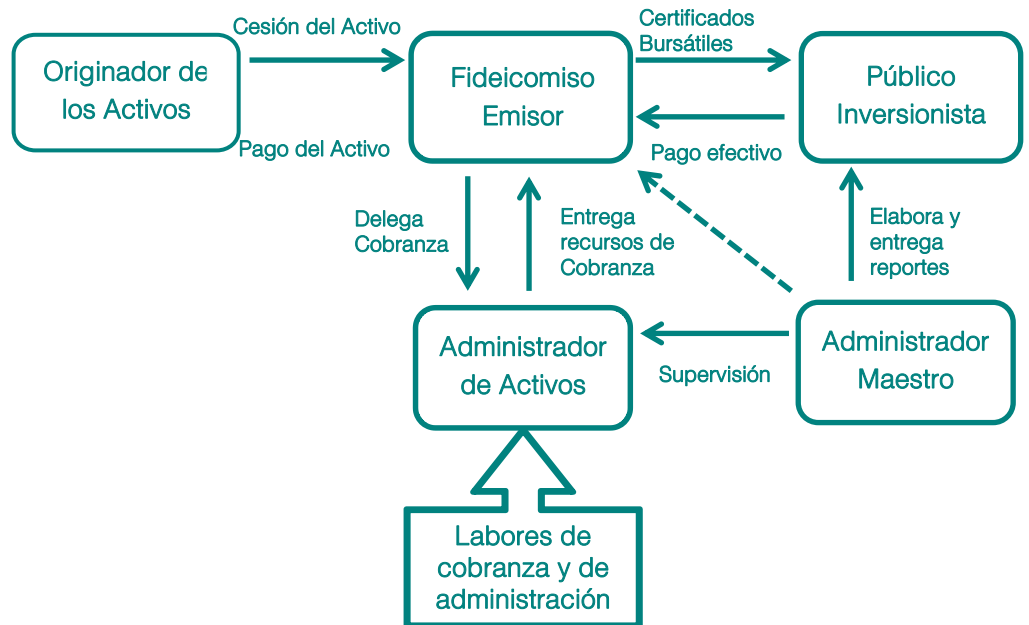 Cesión del Activo
Certificados
Bursátiles
Originador de
los Activos
Fideicomiso
Emisor
Público
Inversionista
Pago del Activo
Pago efectivo
Delega
Cobranza
Entrega
recursos de
Cobranza
Elabora y
entrega
reportes
Administrador
de Activos
Supervisión
Administrador
Maestro
Labores de
cobranza y de
administración